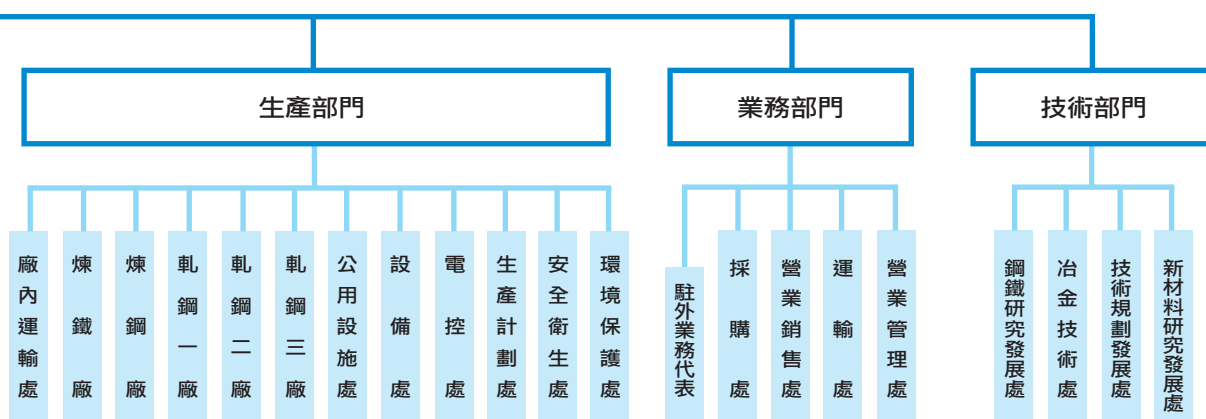 生產部門
業務部門
技術部門
廠內運輸處
煉鐵廠
煉鋼廠
軋鋼一廠
軋鋼二廠
軋鋼三廠
公用設施處
設備處
電控處
生產計劃處
安全衛生處
環境保護處
駐外業務代表
採購處
營業銷售處
運輸處
營業管理處
鋼鐵研究發展處
冶金技術處
技術規劃發展處
新材料研究發展處